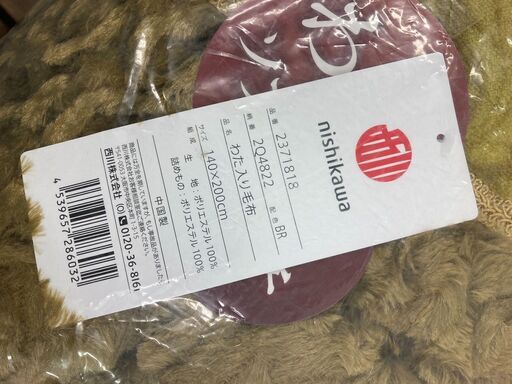 nishikawa
品番 2371818
柄番 2Q4822 配色 BR
品名 わた入り毛布
サイズ 140×200cm
組成 生 地:ポリエステル100%
詰めもの:ポリエステル100%
中国製
西川株式会社 (O) 0120-36-8161
4 539657 286032
わ